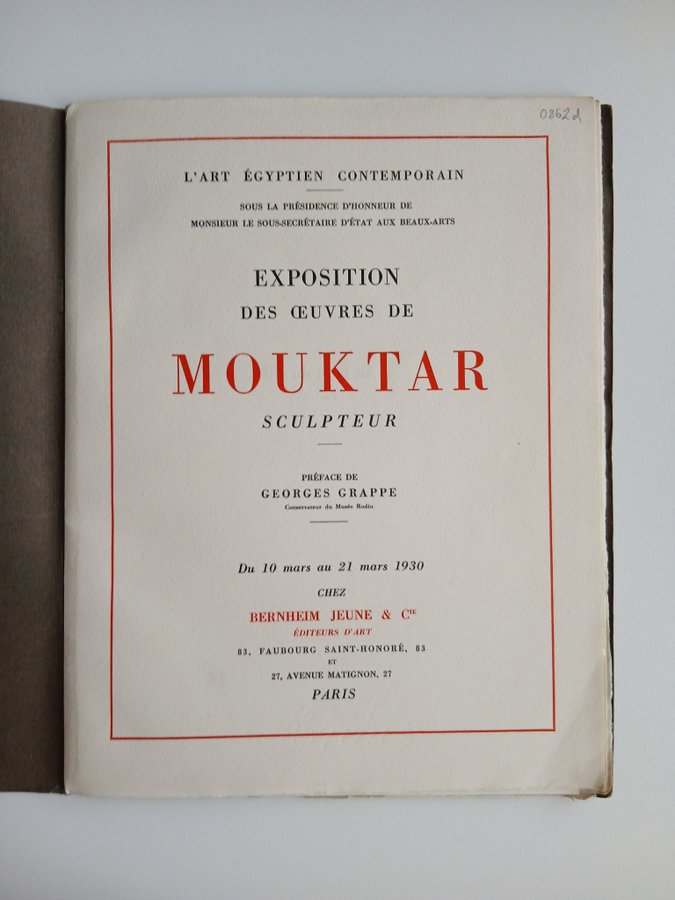 0862d
L'ART ÉGYPTIEN CONTEMPORAIN
SOUS LA PRÉSIDENCE D'HONNEUR DE
MONSIEUR LE SOUS-SECRÉTAIRE D'ÉTAT AUX BEAUX-ARTS
EXPOSITION
DES ŒUVRES DE
MOUKTAR
SCULPTEUR
PRÉFACE DE
GEORGES GRAPPE
Conservateur du Musée Rodin
Du 10 mars au 21 mars 1930
CHEZ
BERNHEIM JEUNE & Cie
ÉDITEURS D'ART
83, FAUBOURG SAINT-HONORÉ, 83
ET
27, AVENUE MATIGNON, 27
PARIS